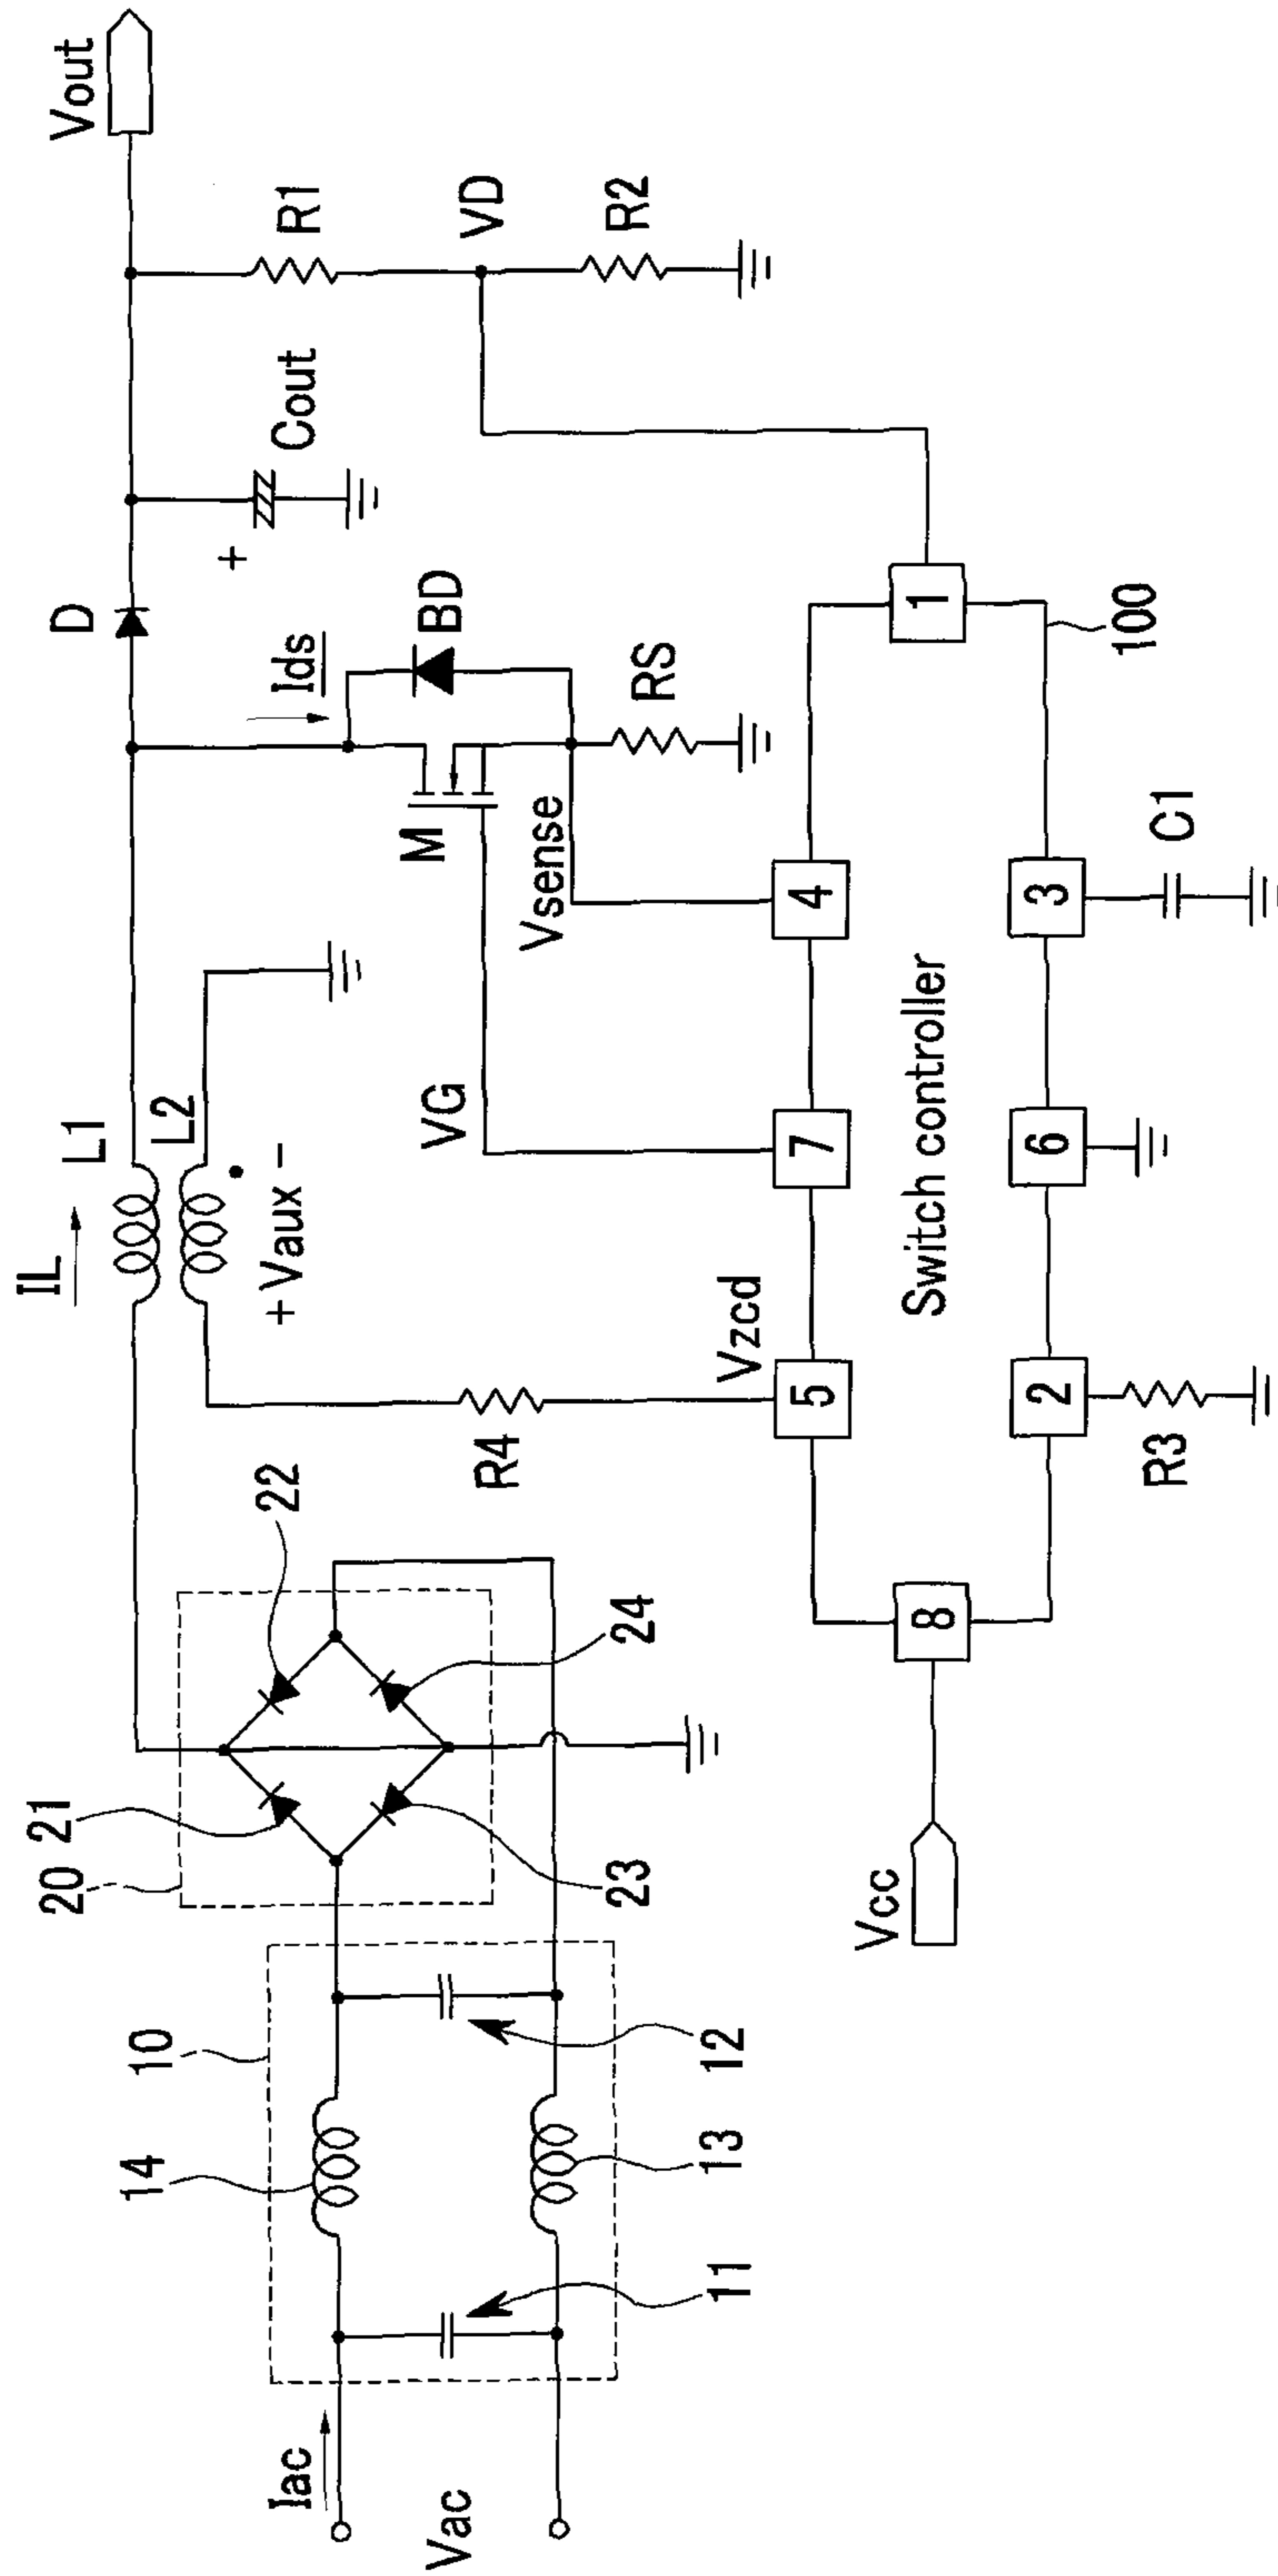 IL
L1
D
Vout
L2
Ids
+
Cout
R1
20
21
22
+ Vaux -
BD
VD
10
14
M
R2
Iac
R4
VG
Vsense
RS
Vac
23
24
Vzcd
11
12
13
5
7
4
Vcc
8
Switch controller
1
2
6
3
100
R3
C1